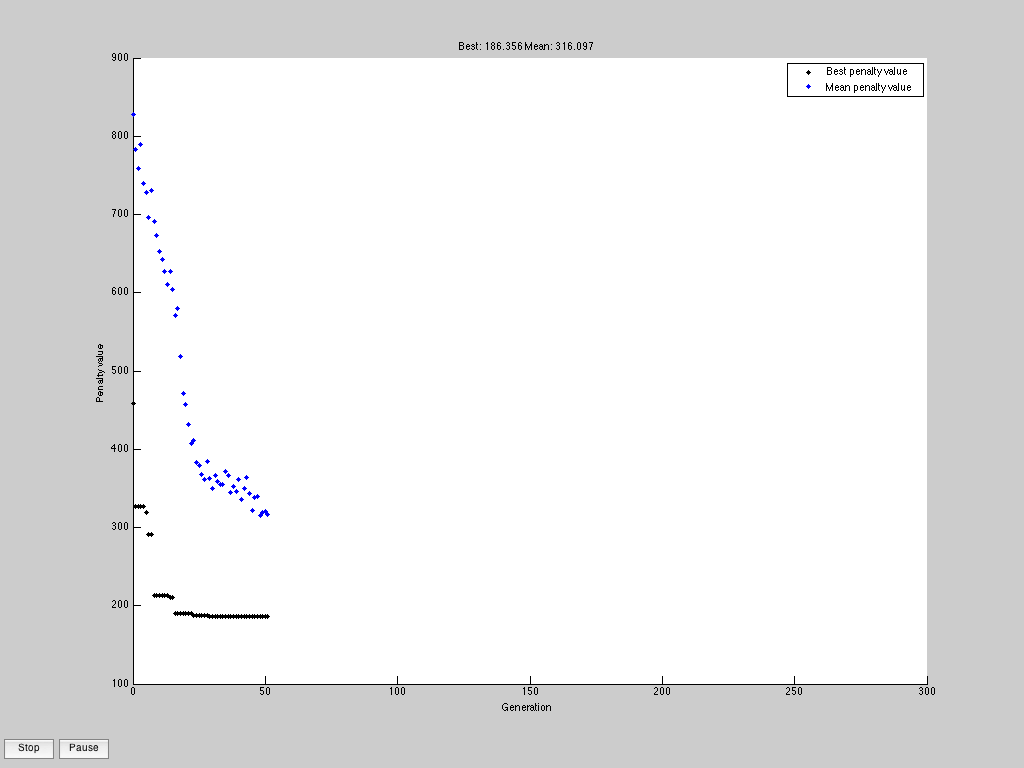 Best: 186.356 Mean: 316.097
900
800
700
600
500
400
300
200
100
Penalty value
Best penalty value
Mean penalty value
0 50 100 150 200 250 300
Generation
Stop Pause